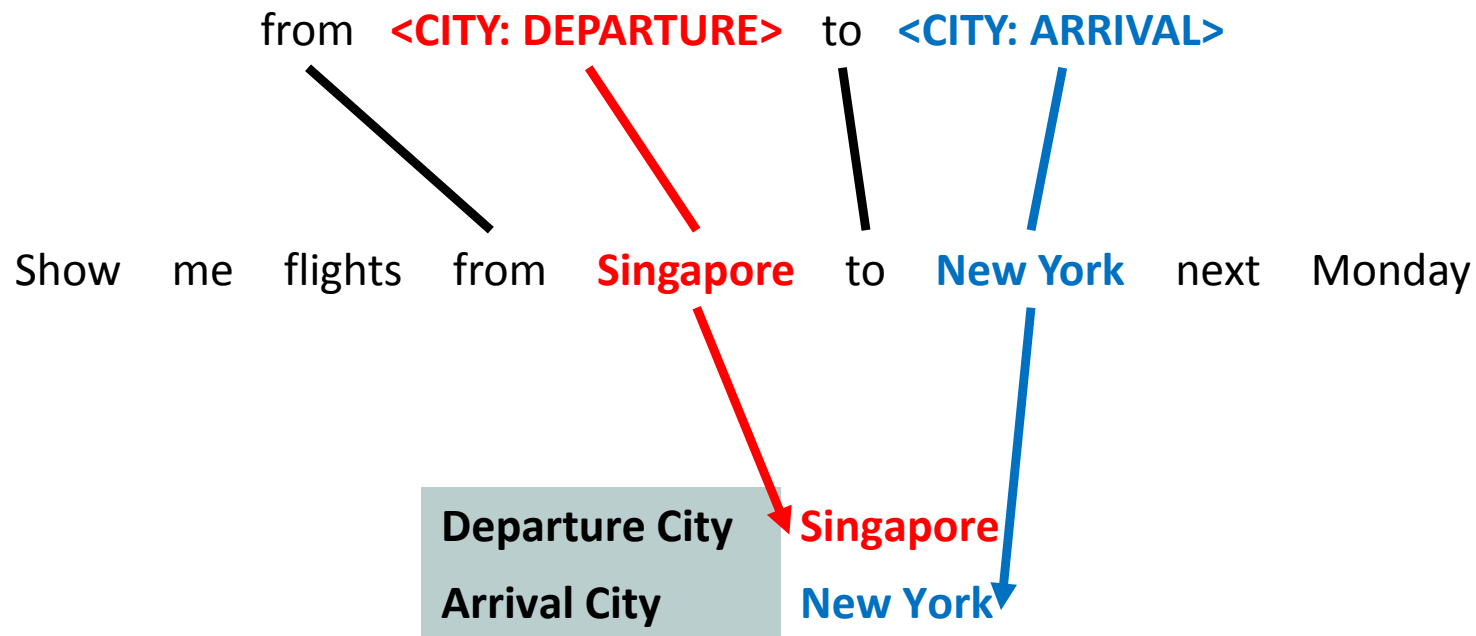 from <CITY: DEPARTURE> to <CITY: ARRIVAL>
Show me flights from Singapore to New York next Monday
Departure City Singapore
Arrival City New York